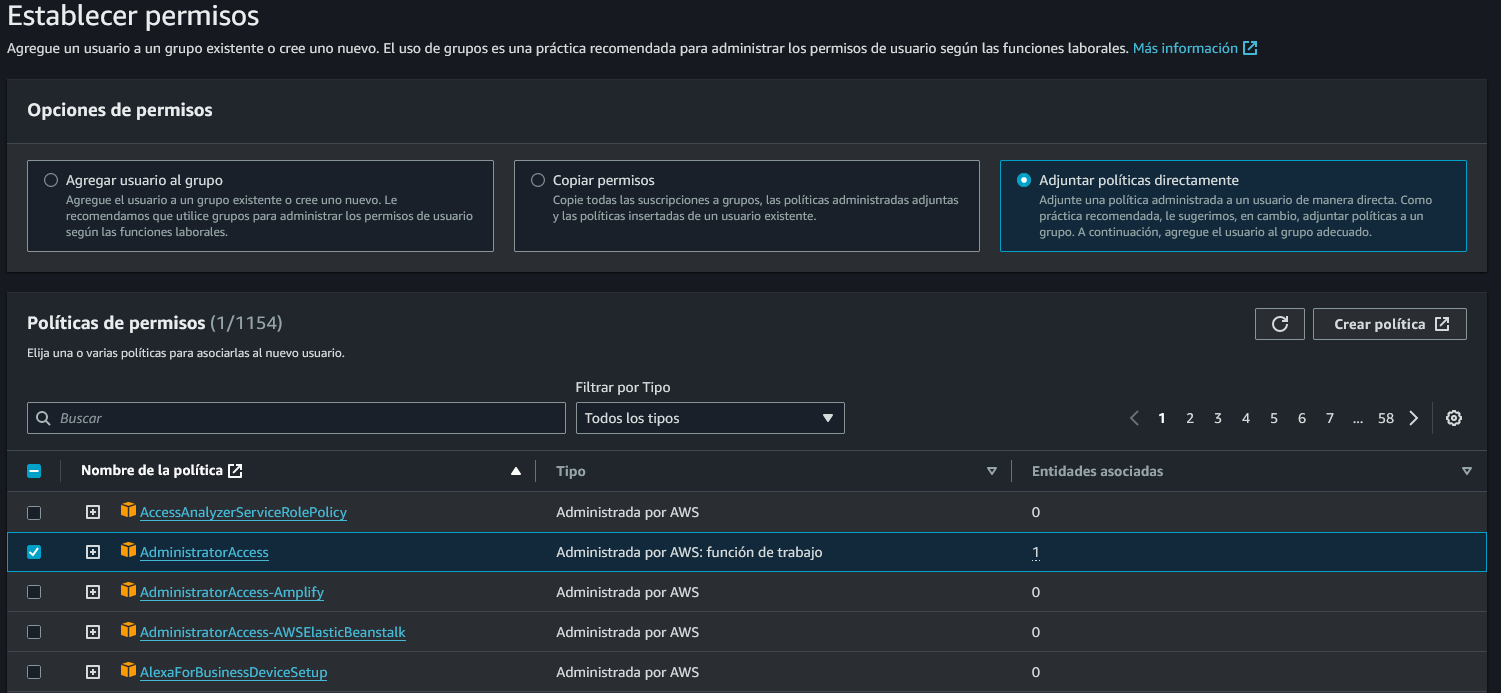 Establecer permisos
Agregue un usuario a un grupo existente o cree uno nuevo. El uso de grupos es una práctica recomendada para administrar los permisos de usuario según las funciones laborales. Más información
Opciones de permisos
Agregar usuario al grupo
Agregue el usuario a un grupo existente o cree uno nuevo. Le
recomendamos que utilice grupos para administrar los permisos de usuario
según las funciones laborales.
Copiar permisos
Copie todas las suscripciones a grupos, las políticas administradas adjuntas
y las políticas insertadas de un usuario existente.
Adjuntar políticas directamente
Adjunte una política administrada a un usuario de manera directa. Como
práctica recomendada, le sugerimos, en cambio, adjuntar políticas a un
grupo. A continuación, agregue el usuario al grupo adecuado.
Políticas de permisos (1/1154)
Crear política
Elija una o varias políticas para asociarlas al nuevo usuario.
Filtrar por Tipo
Buscar
Todos los tipos
1 2 3 4 5 6 7 ... 58
Nombre de la política Tipo Entidades asociadas
AccessAnalyzerServiceRolePolicy Administrada por AWS 0
AdministratorAccess Administrada por AWS: función de trabajo 1
AdministratorAccess-Amplify Administrada por AWS 0
AdministratorAccess-AWSElasticBeanstalk Administrada por AWS 0
AlexaForBusinessDeviceSetup Administrada por AWS 0